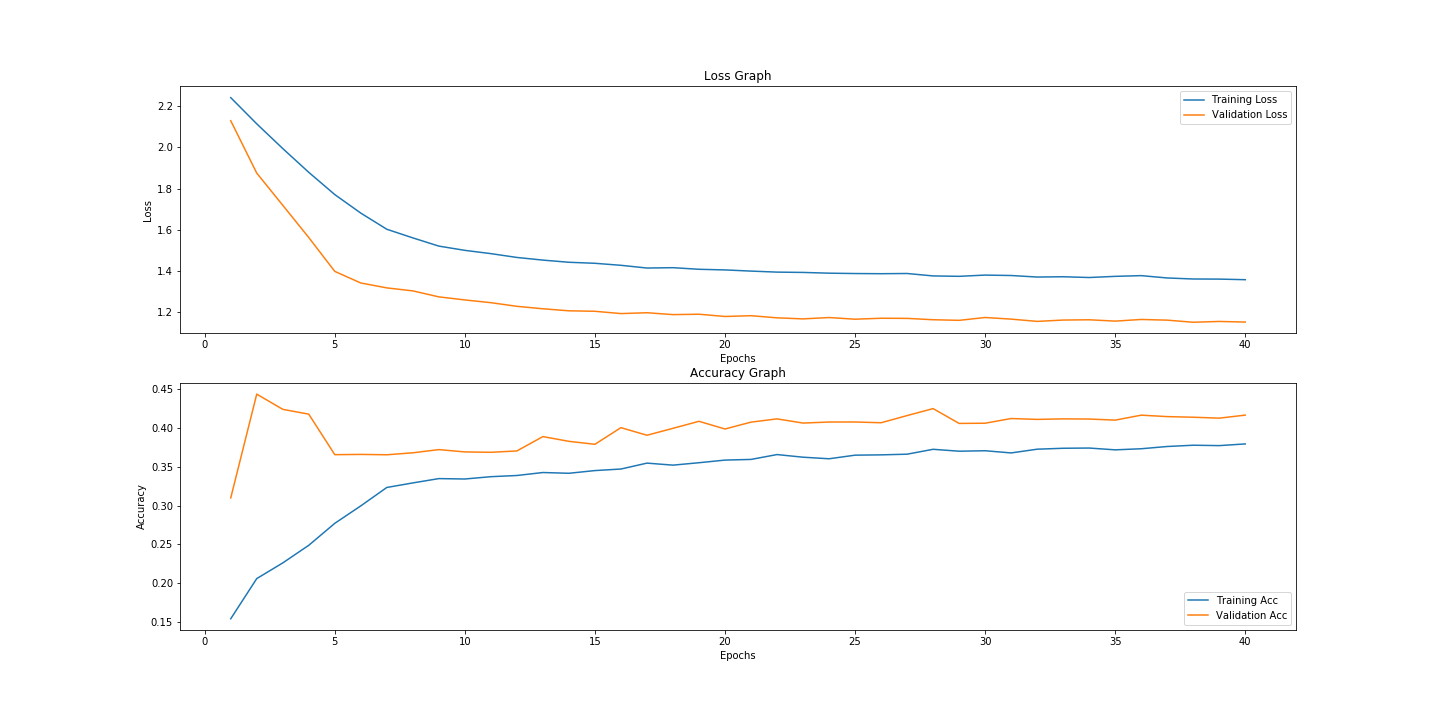 Loss Graph
2.2
2.0
1.8
1.6
1.4
1.2
Loss
Training Loss
Validation Loss
0 5 10 15 20 25 30 35 40
Epochs
Accuracy Graph
0.45
0.40
0.35
0.30
0.25
0.20
0.15
Accuracy
Training Acc
Validation Acc
0 5 10 15 20 25 30 35 40
Epochs